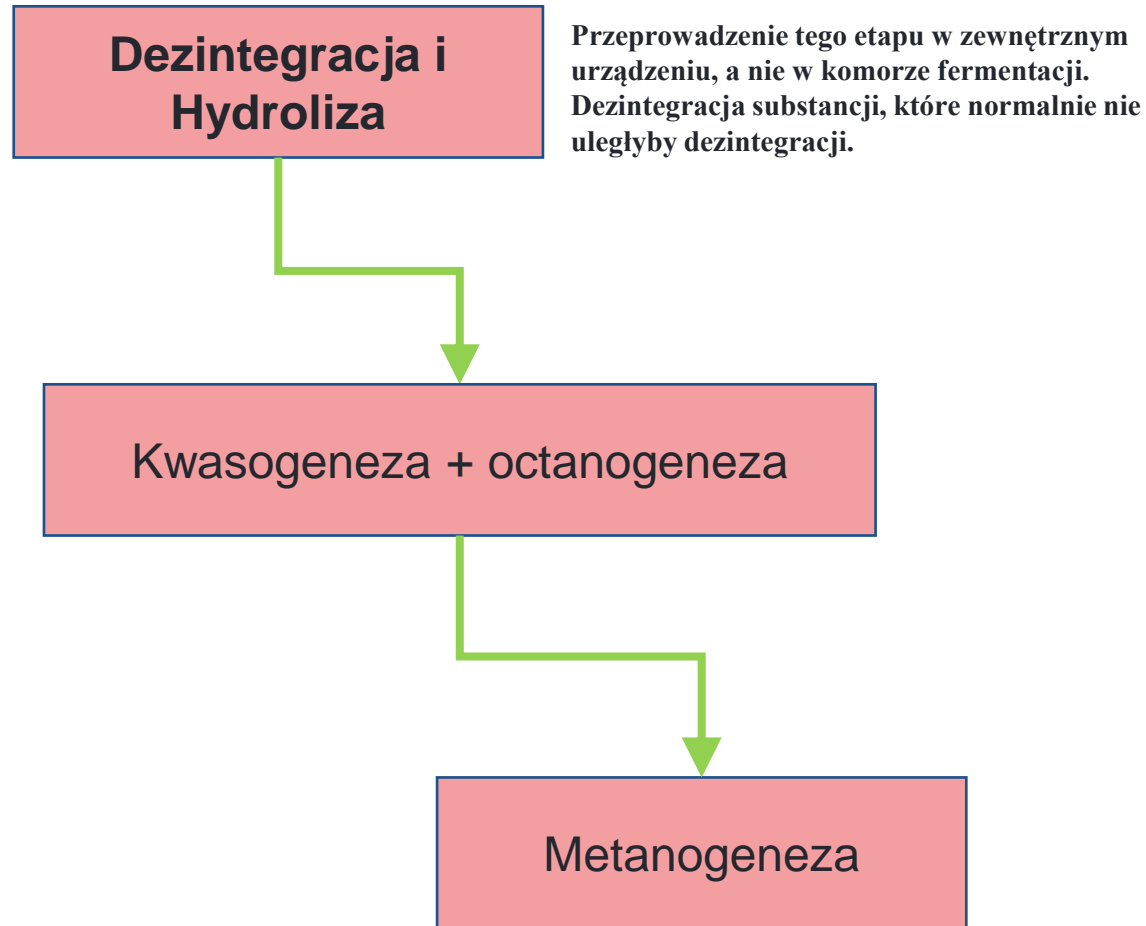 Dezintegracja i
Hydroliza
Przeprowadzenie tego etapu w zewnętrznym
urządzeniu, a nie w komorze fermentacji.
Dezintegracja substancji, które normalnie nie
uległyby dezintegracji.
Kwasogeneza + octanogeneza
Metanogeneza